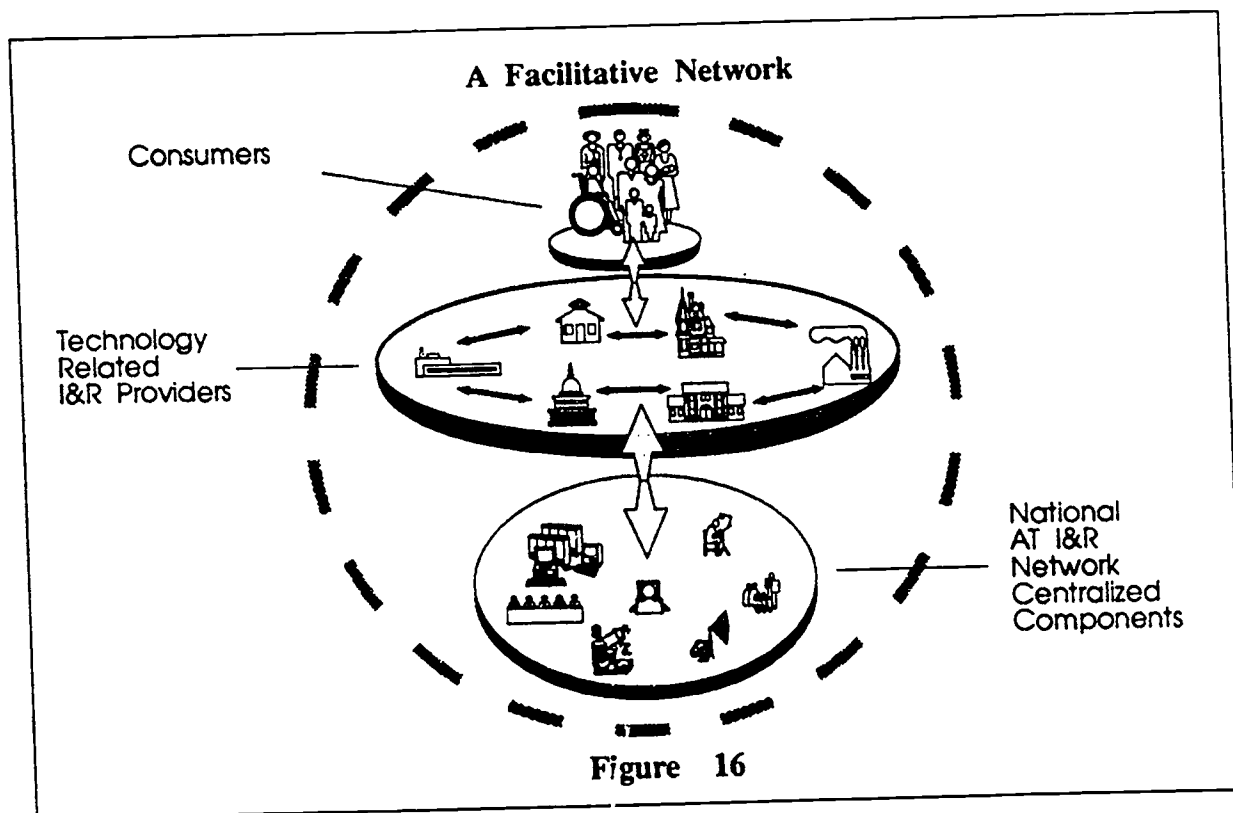 A Facilitative Network
Consumers
Technology
Related
I&R Providers
National
AT I&R
Network
Centralized
Components
Figure 16